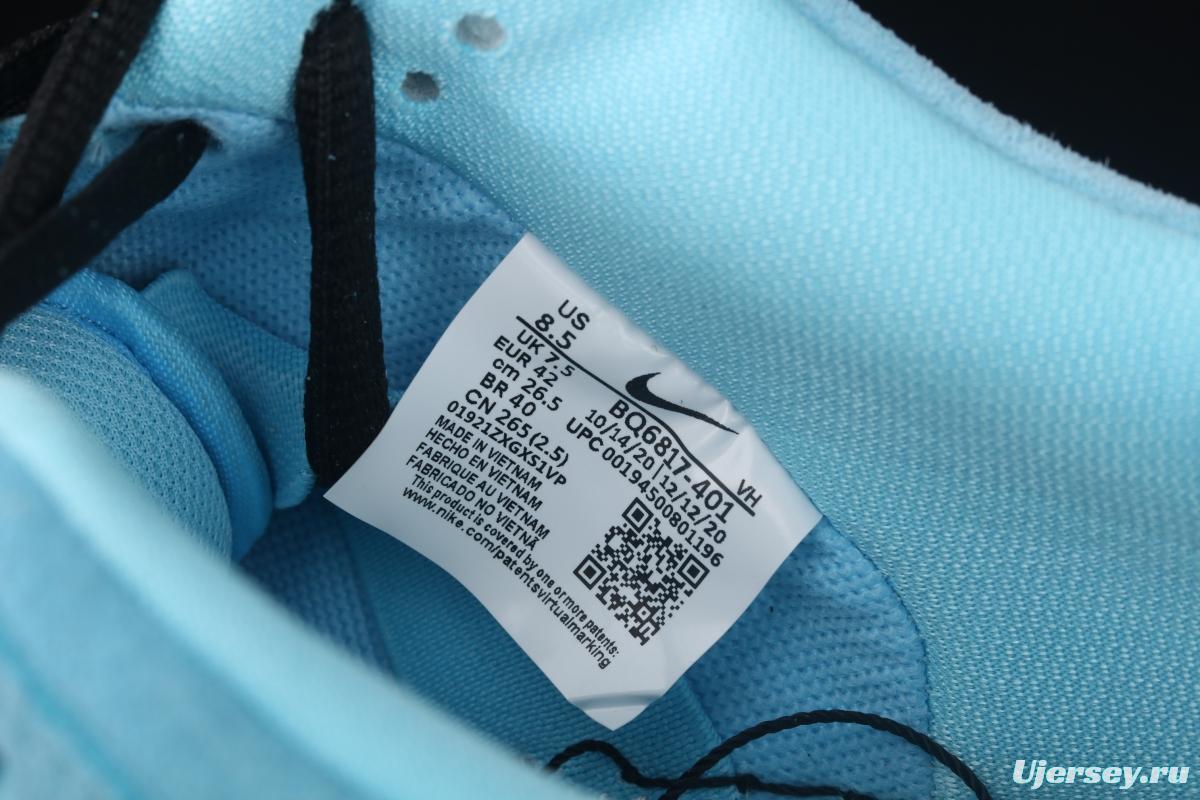 US
8.5
UK 7.5
EUR 42
cm 26.5
BR 40
CN 265(2.5)
01921ZXGXS1VP
MADE IN VIETNAM
HECHO EN VIETNAM
FABRIQUE AU VIETNAM
FABRICADO NO VIETNÃ
This product is covered by one or more patents:
www.nike.com/patentsvirtualmarking
VH
BQ6817-401
10/14/20|12/12/20
UPC 00194500801196
Ujersey.ru